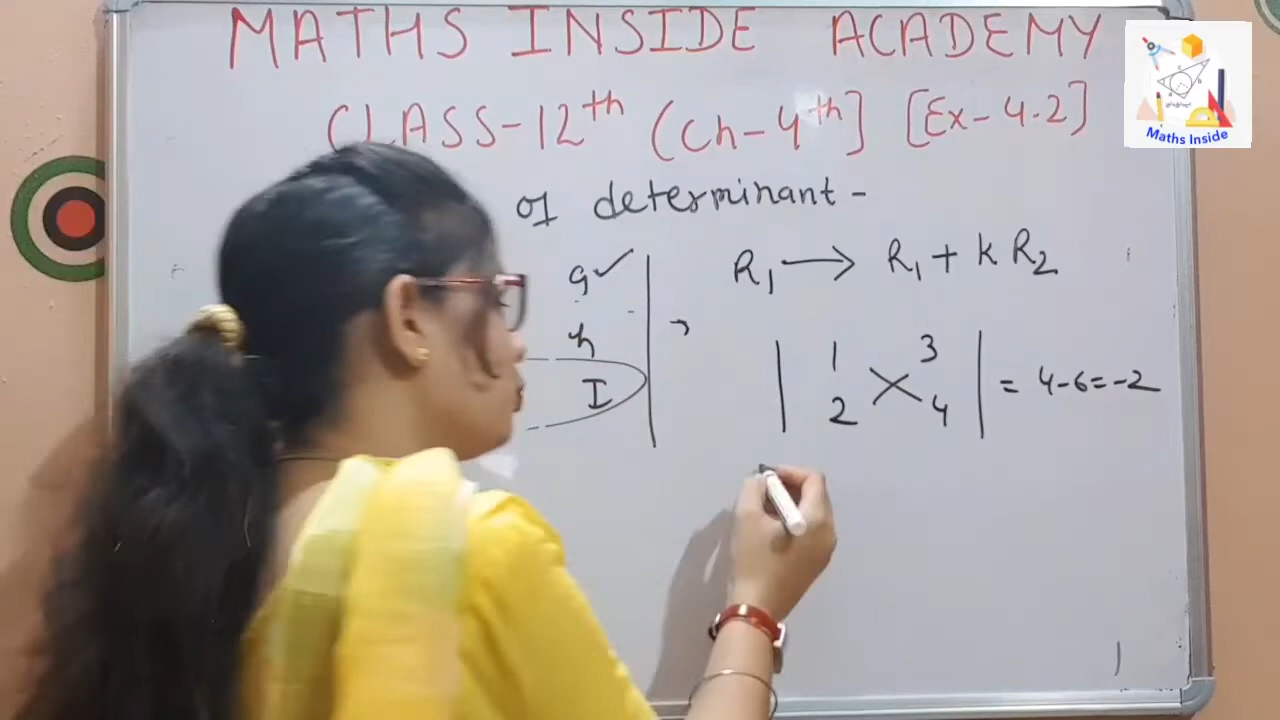 MATHS INSIDE ACADEMY
CLASS-12th (Ch-4th] [Ex-4.2]
Maths Inside
of determinant -
g✓
h
I
R₁ → R₁ + k R₂
| 1 3 |
| 2 4 | = 4-6=-2